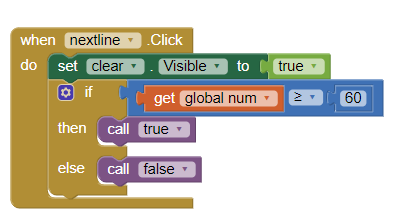 when nextline .Click
do set clear . Visible to true
if get global num ≥ 60
then call true
else call false